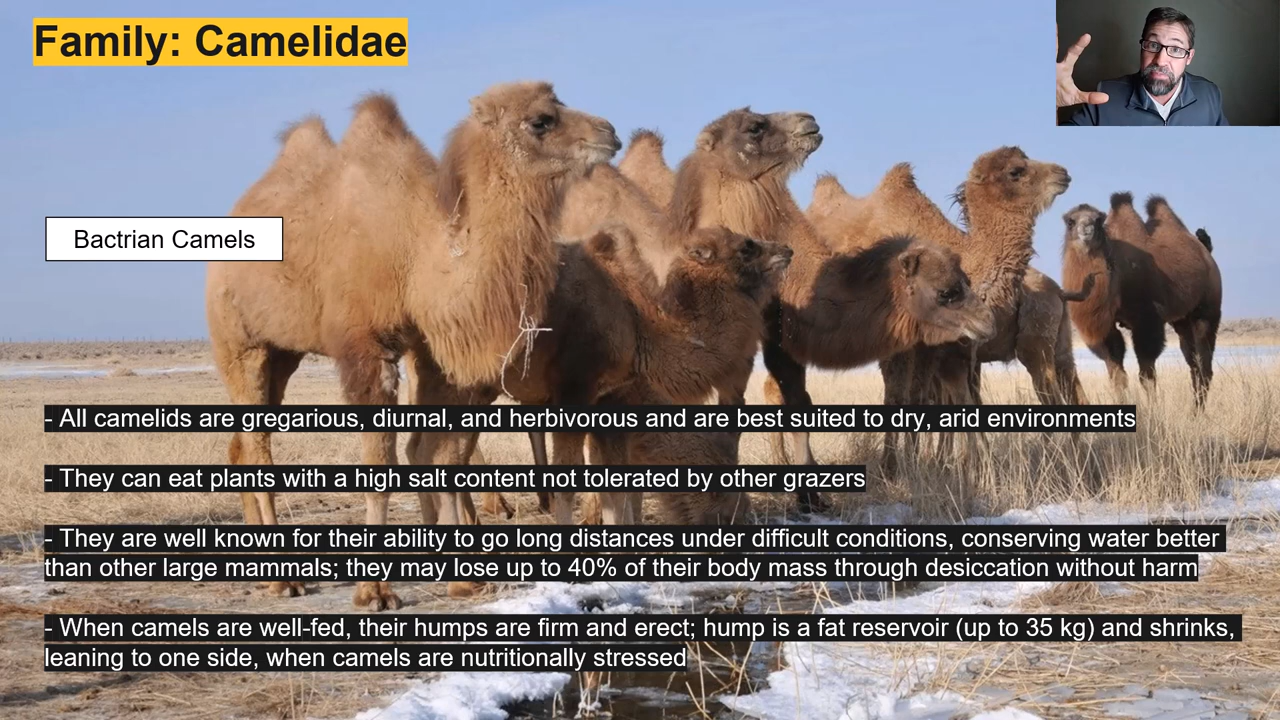 Family: Camelidae
Bactrian Camels
- All camelids are gregarious, diurnal, and herbivorous and are best suited to dry, arid environments
- They can eat plants with a high salt content not tolerated by other grazers
- They are well known for their ability to go long distances under difficult conditions, conserving water better
than other large mammals; they may lose up to 40% of their body mass through desiccation without harm
- When camels are well-fed, their humps are firm and erect; hump is a fat reservoir (up to 35 kg) and shrinks,
leaning to one side, when camels are nutritionally stressed